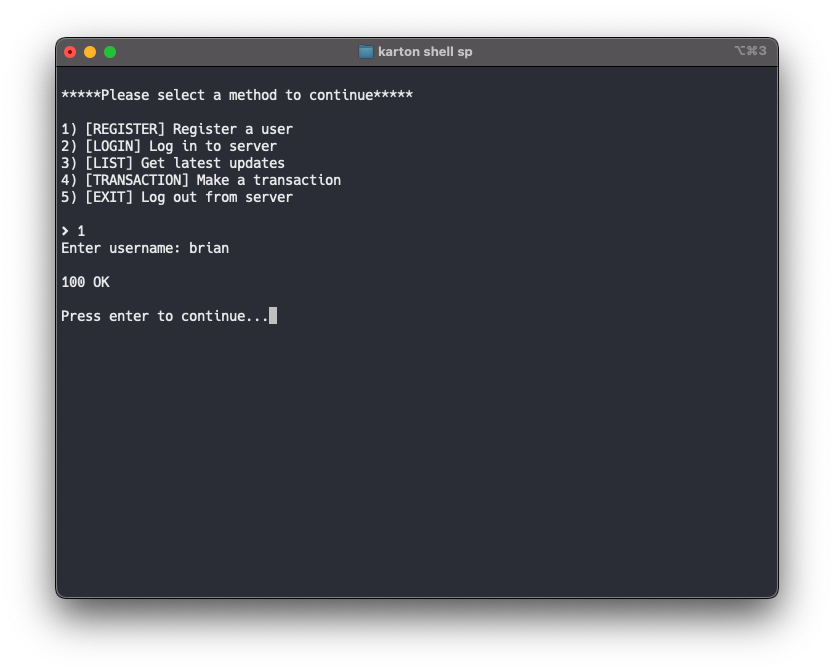 karton shell sp
⌥⌘3
*****Please select a method to continue*****
1) [REGISTER] Register a user
2) [LOGIN] Log in to server
3) [LIST] Get latest updates
4) [TRANSACTION] Make a transaction
5) [EXIT] Log out from server
> 1
Enter username: brian
100 OK
Press enter to continue...